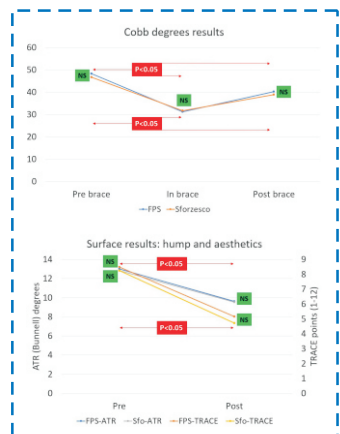 Cobb degrees results
60
50
40
30
20
10
0
NS
P<0.05
NS
P<0.05
NS
Pre brace
In brace
Post brace
FPS
Sforzesco
Surface results: hump and aesthetics
ATR (Bunnell) degrees
14
12
10
8
6
4
2
0
NS
NS
P<0.05
NS
NS
P<0.05
9
8
7
6
5
4
3
2
1
0
TRACE points (1-12)
Pre
Post
FPS-ATR
Sfo-ATR
FPS-TRACE
Sfo-TRACE